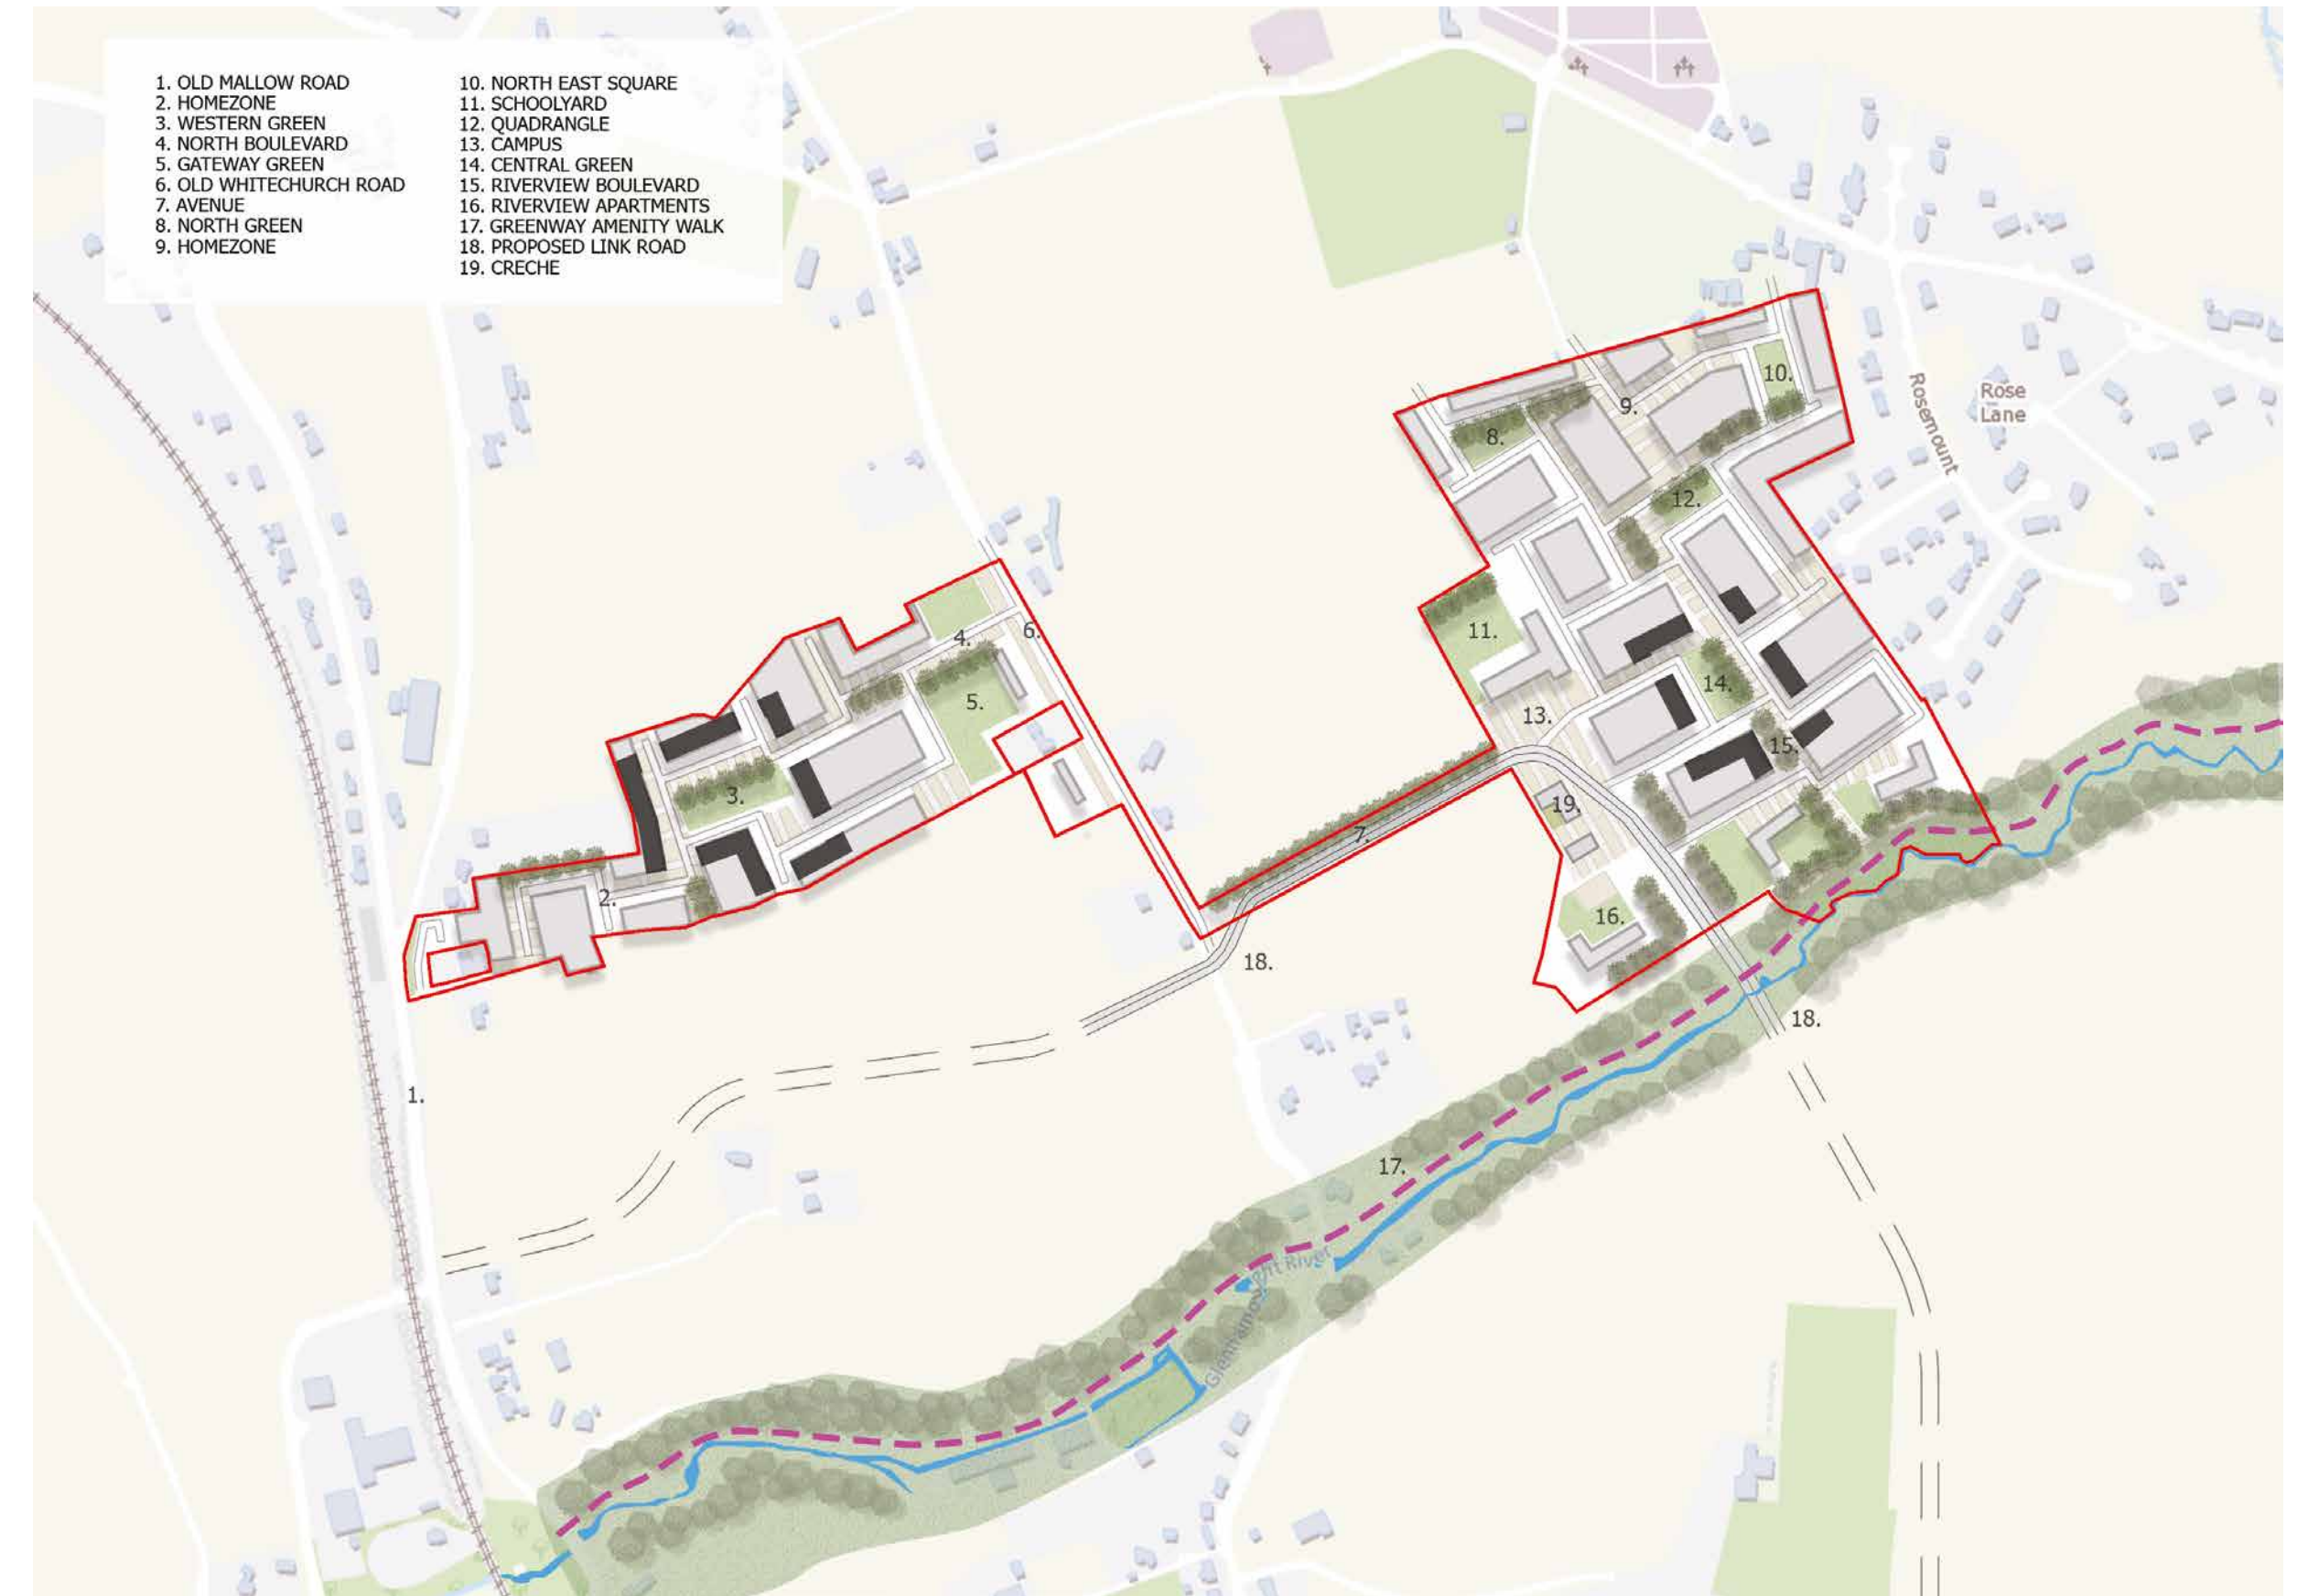 1. OLD MALLOW ROAD
2. HOMEZONE
3. WESTERN GREEN
4. NORTH BOULEVARD
5. GATEWAY GREEN
6. OLD WHITECHURCH ROAD
7. AVENUE
8. NORTH GREEN
9. HOMEZONE
10. NORTH EAST SQUARE
11. SCHOOLYARD
12. QUADRANGLE
13. CAMPUS
14. CENTRAL GREEN
15. RIVERVIEW BOULEVARD
16. RIVERVIEW APARTMENTS
17. GREENWAY AMENITY WALK
18. PROPOSED LINK ROAD
19. CRECHE
10.
Rosemount
Rose
Lane
9.
8.
12.
11.
6.
4.
14.
5.
13.
15.
3.
19.
7.
2.
16.
18.
18.
1.
17.
River